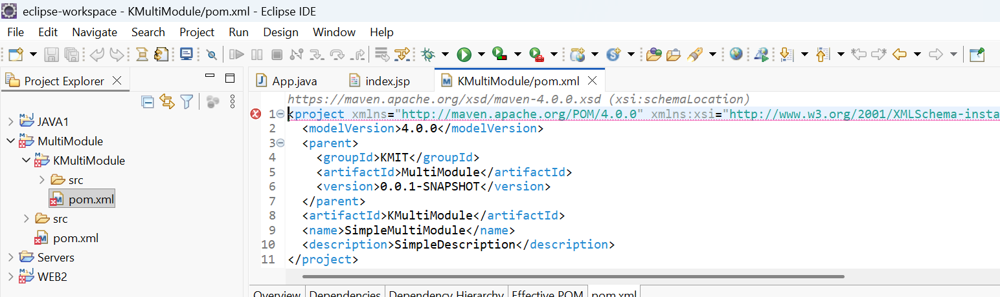 eclipse-workspace - KMultiModule/pom.xml - Eclipse IDE
File Edit Navigate Search Project Run Design Window Help
Project Explorer
App.java index.jsp KMultiModule/pom.xml
JAVA1
MultiModule
KMultiModule
src
pom.xml
src
pom.xml
Servers
WEB2
https://maven.apache.org/xsd/maven-4.0.0.xsd (xsi:schemaLocation)
1 <project xmlns="http://maven.apache.org/POM/4.0.0" xmlns:xsi="http://www.w3.org/2001/XMLSchema-insta
2 <modelVersion>4.0.0</modelVersion>
3 <parent>
4 <groupId>KMIT</groupId>
5 <artifactId>MultiModule</artifactId>
6 <version>0.0.1-SNAPSHOT</version>
7 </parent>
8 <artifactId>KMultiModule</artifactId>
9 <name>SimpleMultiModule</name>
10 <description>SimpleDescription</description>
11 </project>
Overview Dependencies Dependency Hierarchy Effective POM pom.xml